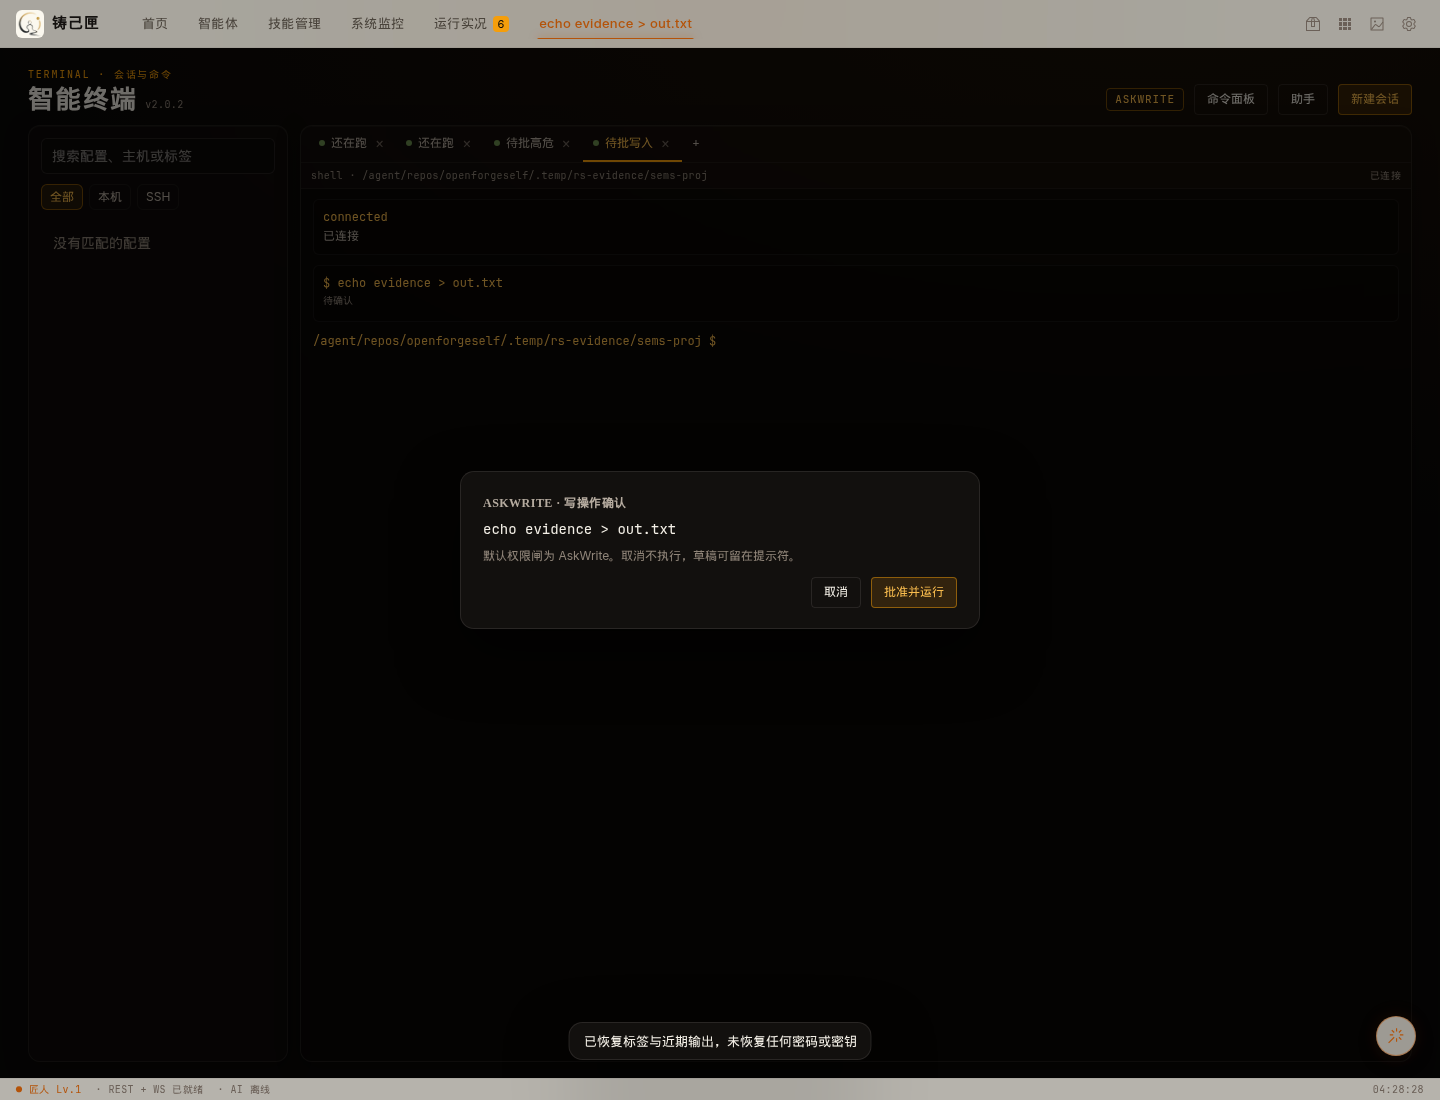 铸己匣 首页 智能体 技能管理 系统监控 运行实况 6 echo evidence > out.txt
TERMINAL · 会话与命令
智能终端 v2.0.2
ASKWRITE 命令面板 助手 新建会话
搜索配置、主机或标签
全部 本机 SSH
没有匹配的配置
还在跑 × 还在跑 × 待批高危 × 待批写入 × +
shell · /agent/repos/openforgeself/.temp/rs-evidence/sems-proj 已连接
connected
已连接
$ echo evidence > out.txt
待确认
/agent/repos/openforgeself/.temp/rs-evidence/sems-proj $
ASKWRITE · 写操作确认
echo evidence > out.txt
默认权限闸为 AskWrite。取消不执行，草稿可留在提示符。
取消 批准并运行
已恢复标签与近期输出，未恢复任何密码或密钥
匠人 Lv.1 · REST + WS 已就绪 · AI 离线 04:28:28